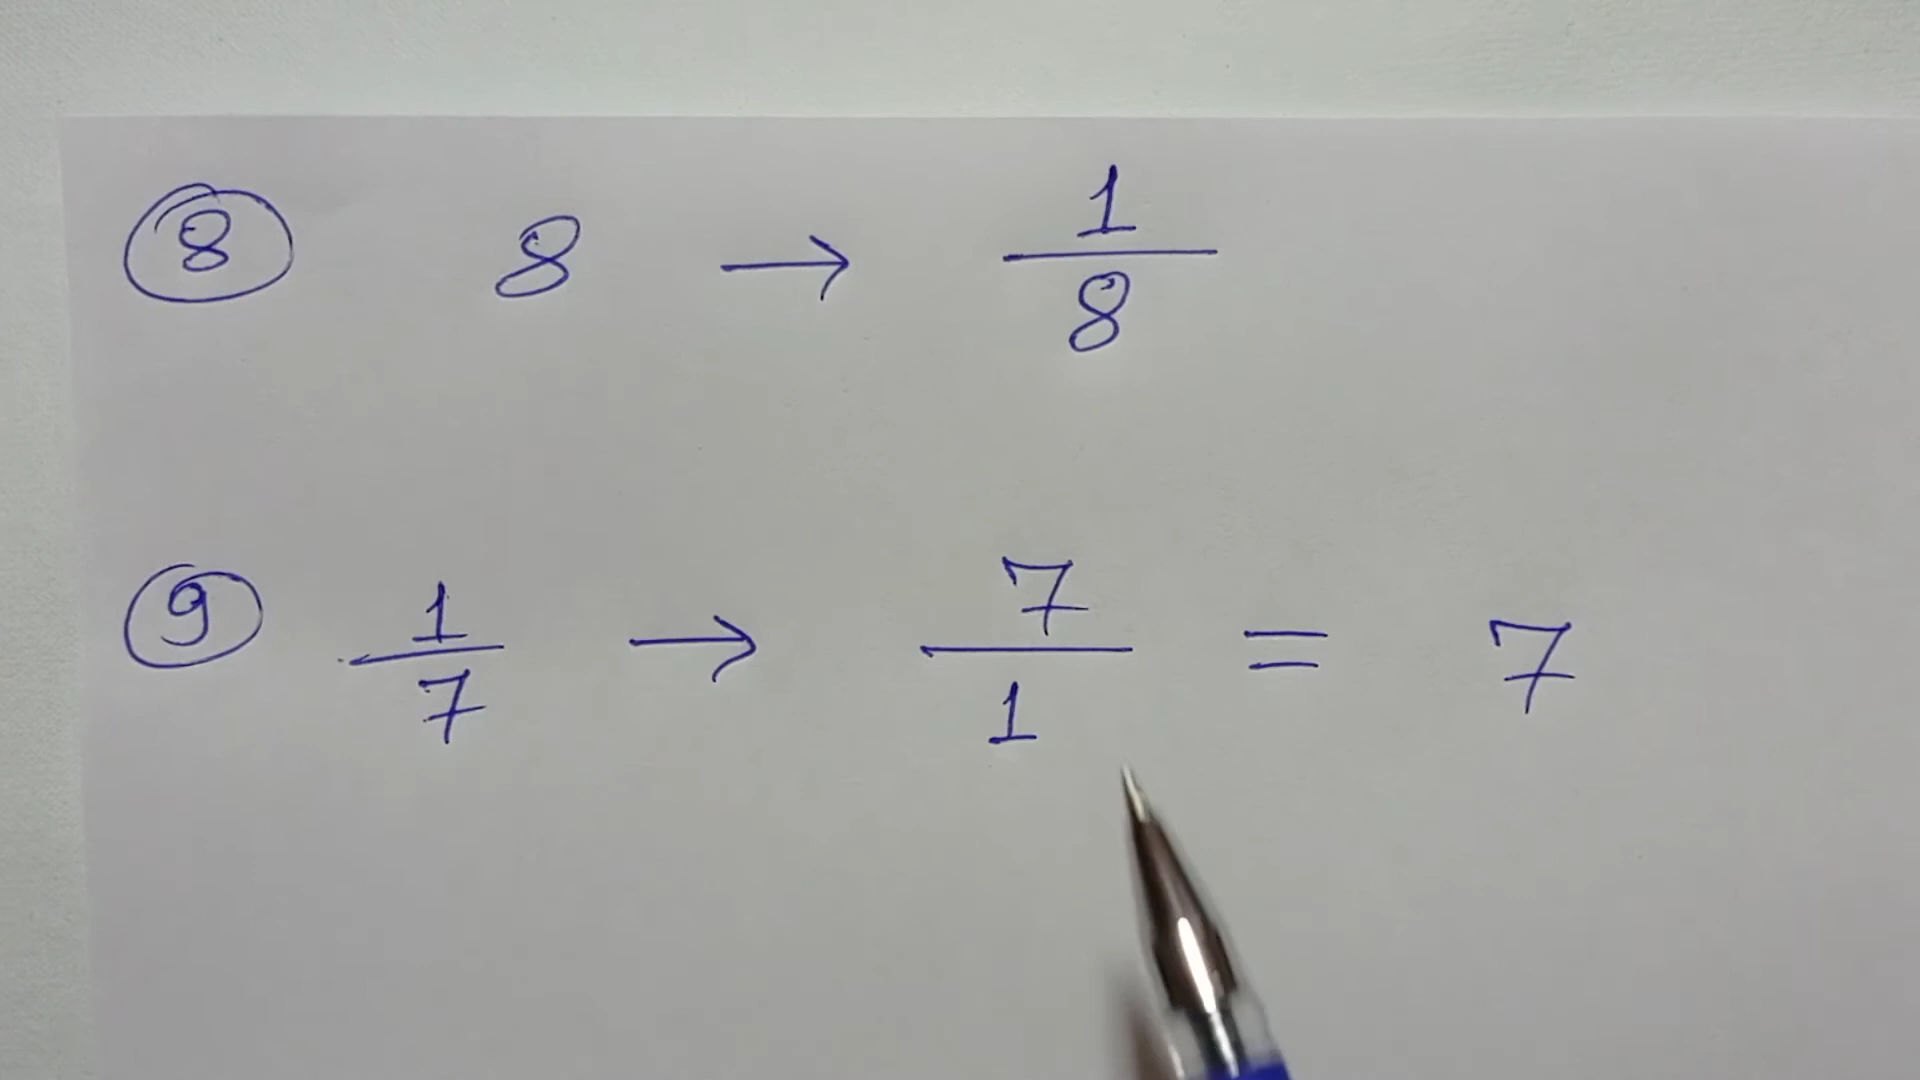 ⑧ 8 → 1/8
⑨ 1/7 → 7/1 = 7